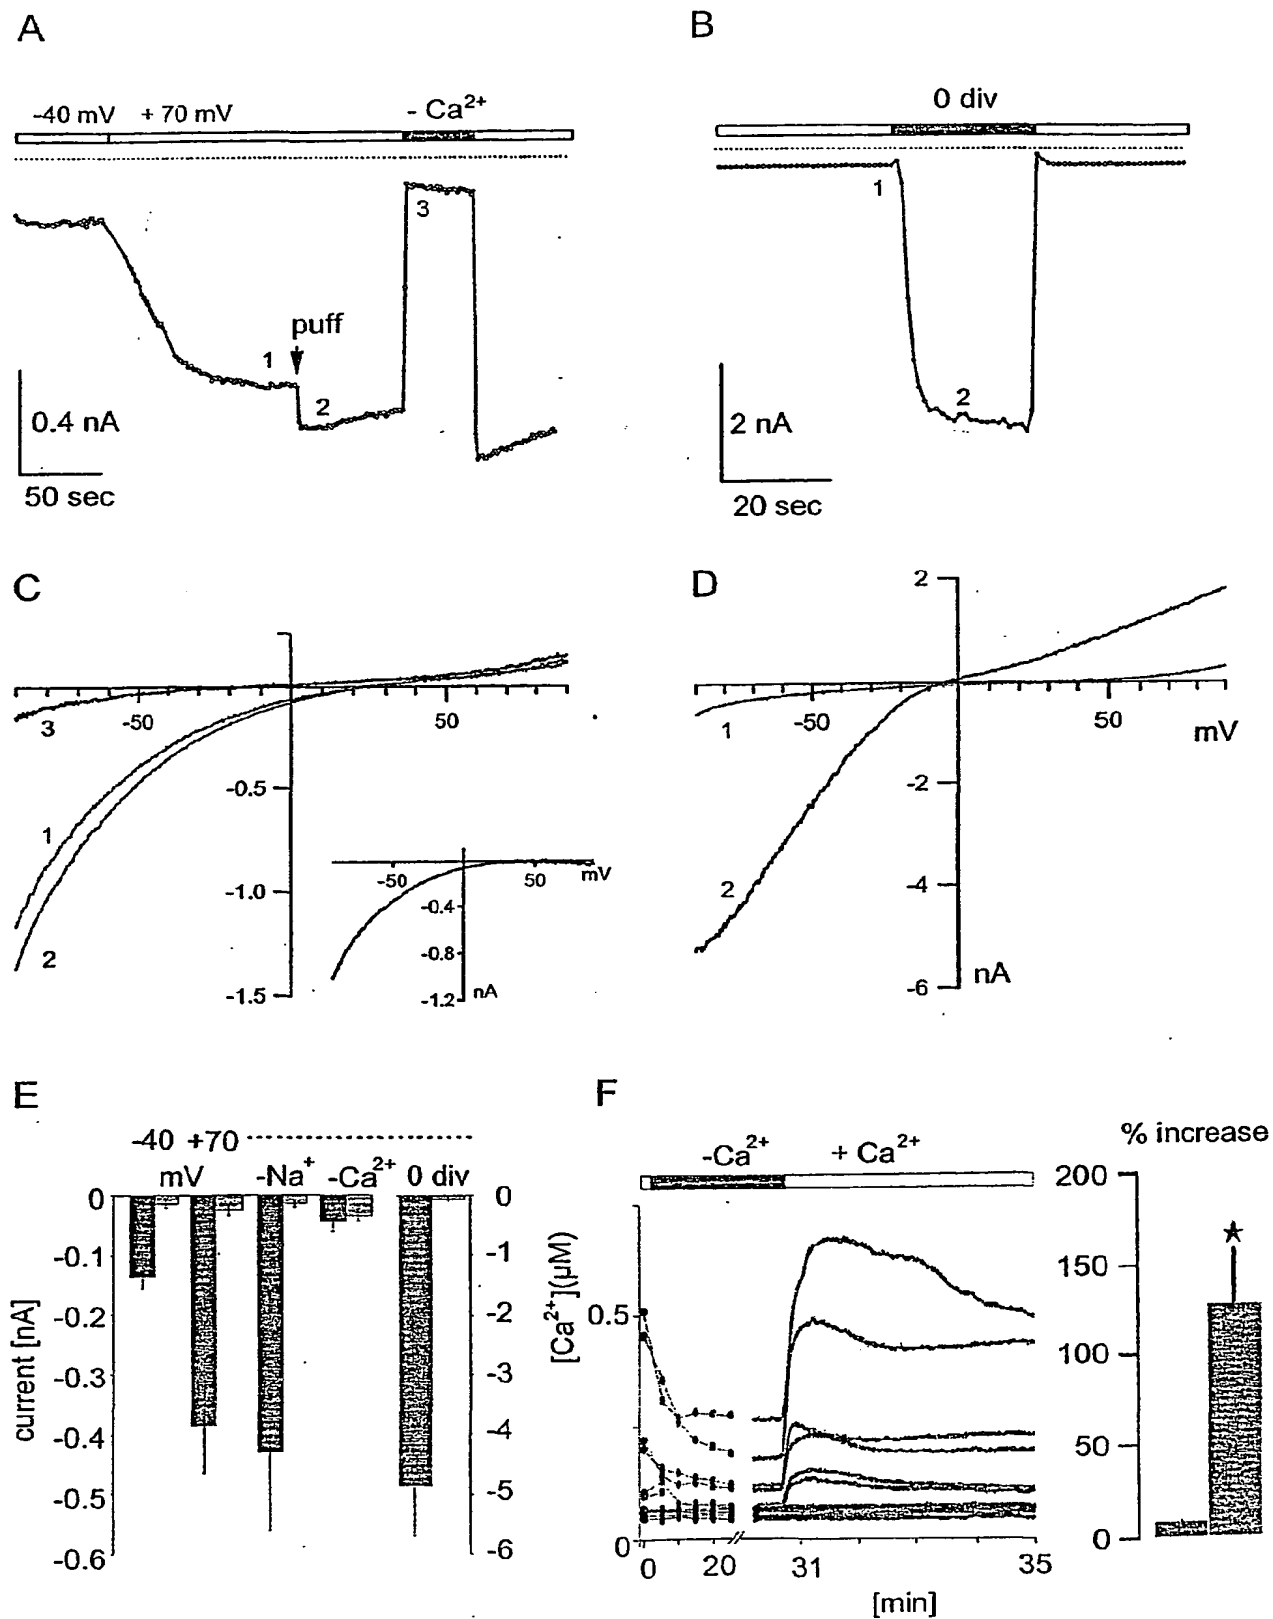 A
-40 mV + 70 mV - Ca²⁺
1
puff
2
3
0.4 nA
50 sec
B
0 div
1
2
2 nA
20 sec
C
3
-50
50
-0.5
1
-1.0
2
-1.5
-50
50
mV
-0.4
-0.8
-1.2
nA
D
2
1
-50
50
mV
-2
2
-4
-6
nA
E
-40 +70
mV -Na⁺ -Ca²⁺ 0 div
0
-0.1
-0.2
-0.3
-0.4
-0.5
-0.6
current [nA]
0
-1
-2
-3
-4
-5
-6
F
-Ca²⁺ + Ca²⁺
[Ca²⁺](µM)
0.5
0
0 20 31 35
[min]
% increase
200
150
100
50
0